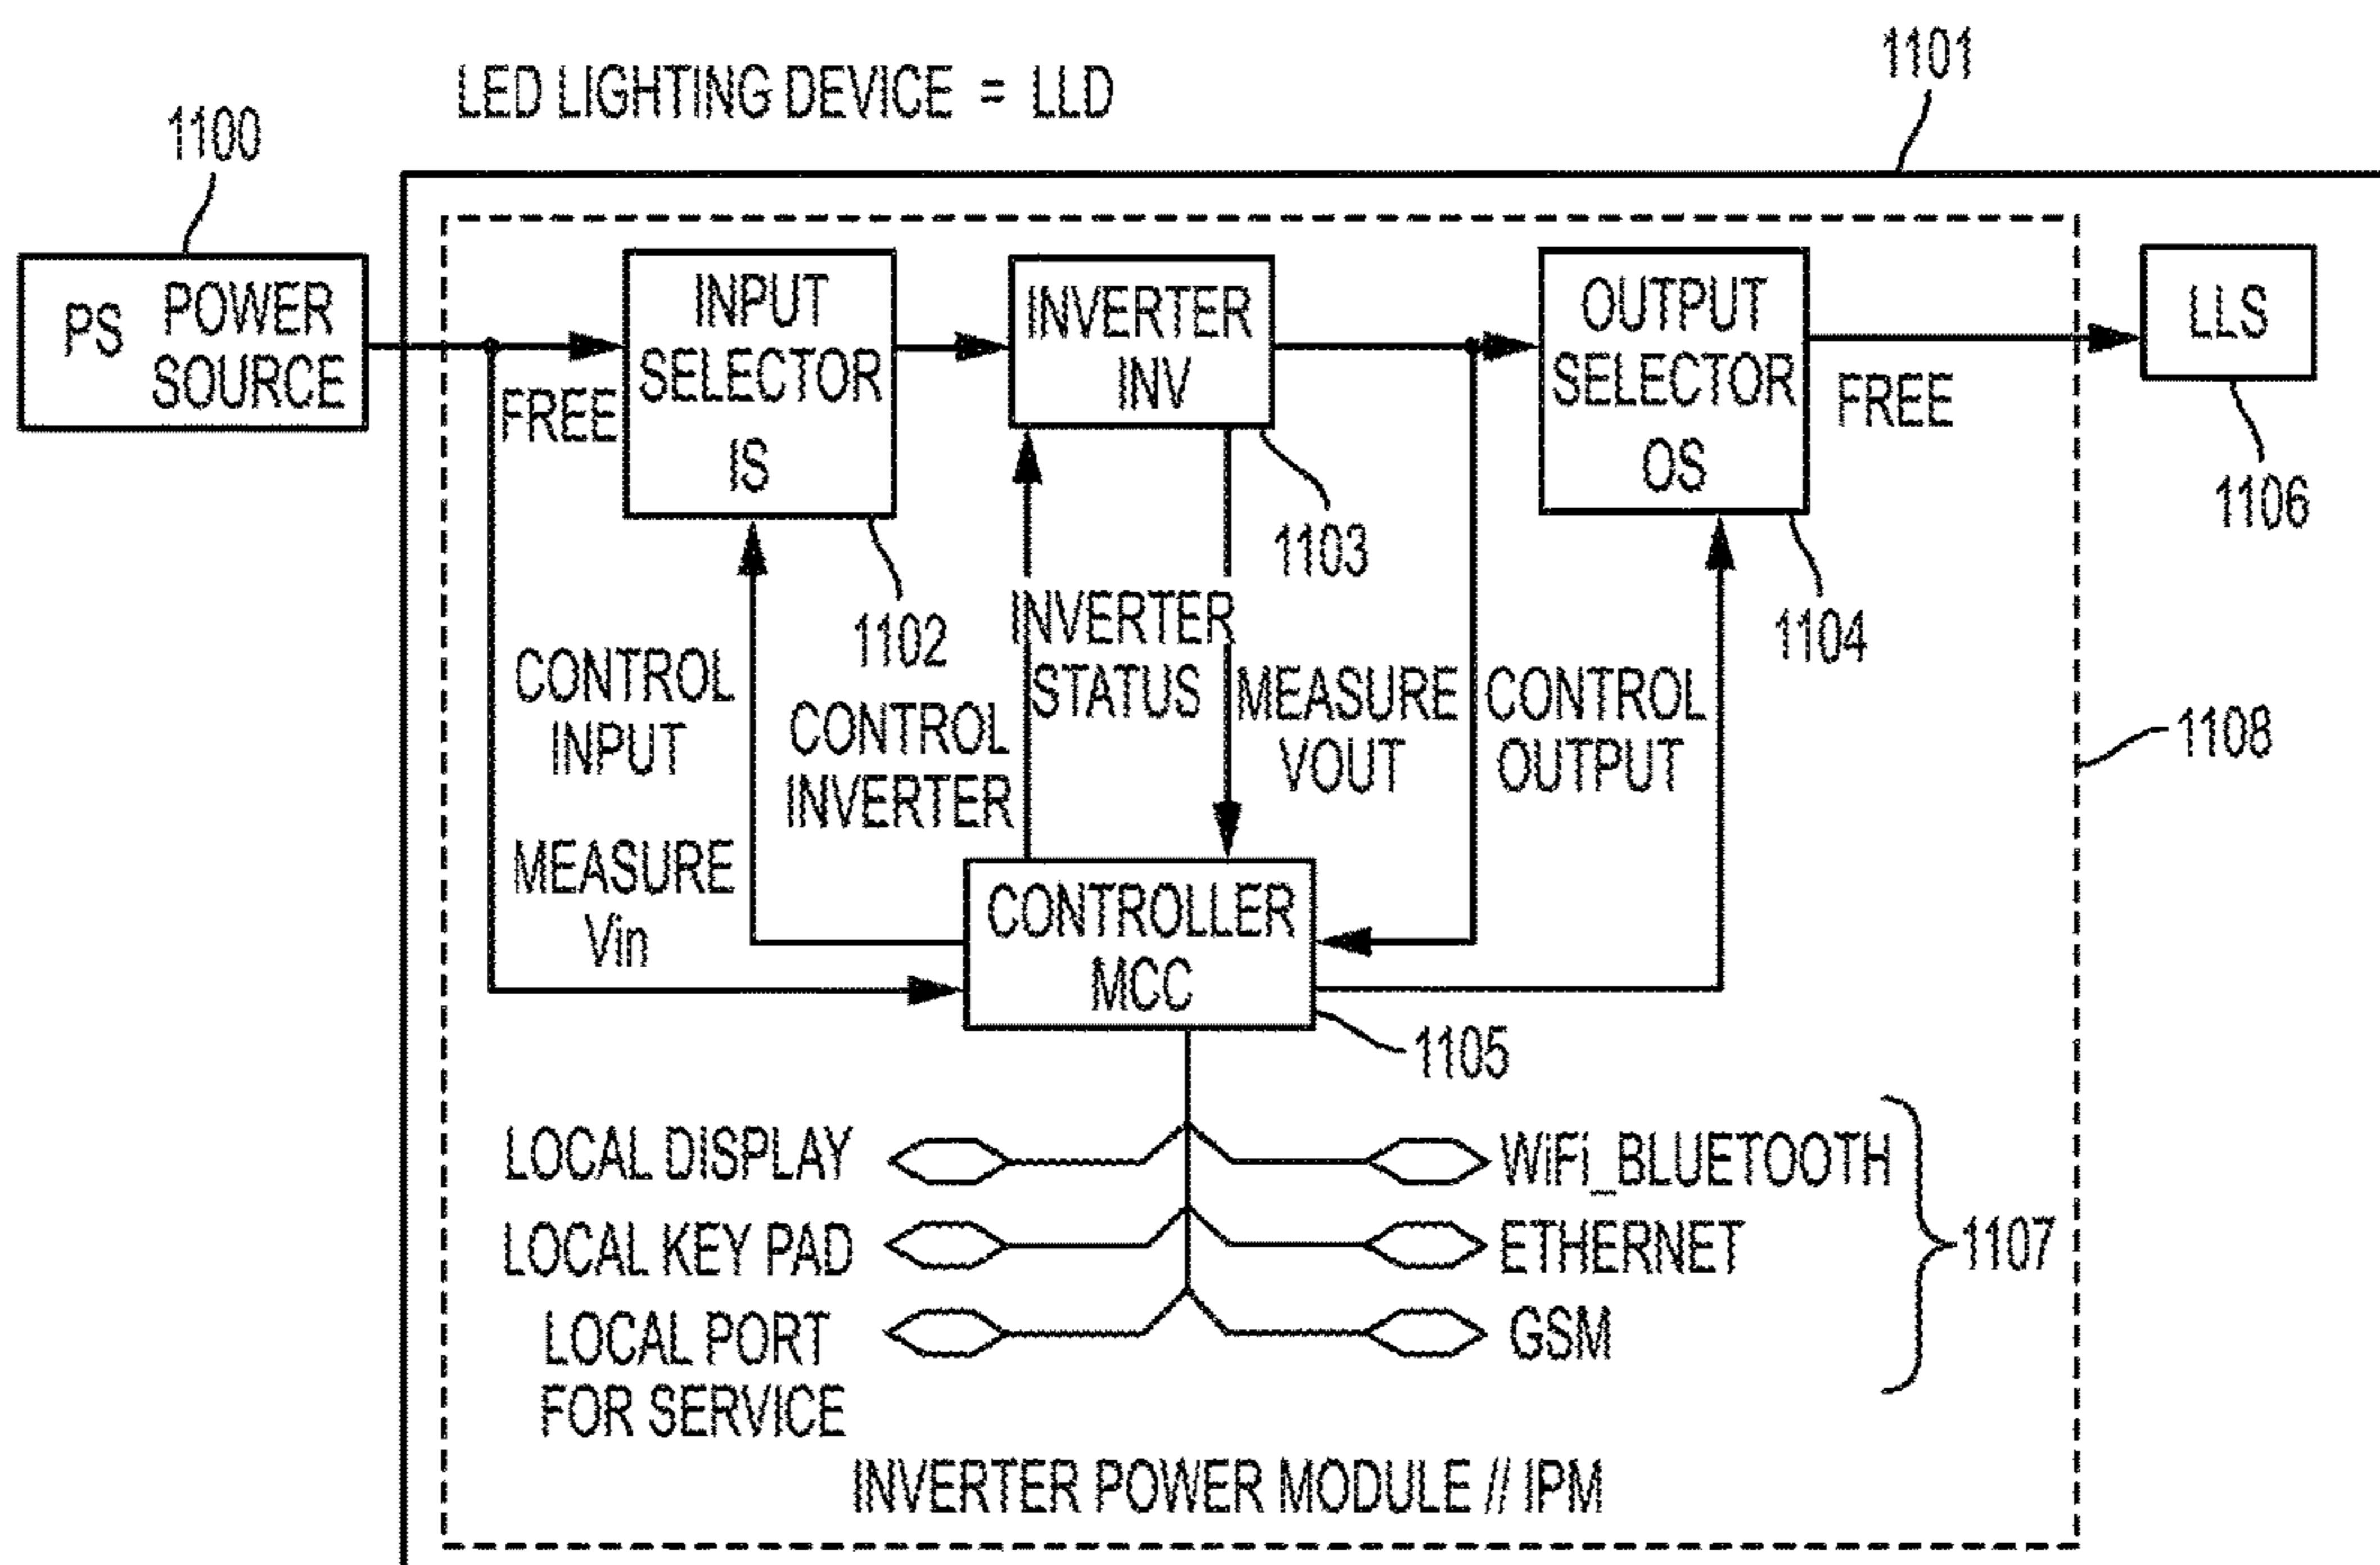 1101
LED LIGHTING DEVICE = LLD
1100
PS
POWER
SOURCE
FREE
INPUT
SELECTOR
IS
INVERTER
INV
OUTPUT
SELECTOR
OS
FREE
LLS
1106
1103
1102
1104
INVERTER
STATUS
CONTROL
INPUT
CONTROL
INVERTER
MEASURE
VOUT
CONTROL
OUTPUT
1108
MEASURE
Vin
CONTROLLER
MCC
1105
LOCAL DISPLAY
WiFi_BLUETOOTH
LOCAL KEY PAD
ETHERNET
1107
LOCAL PORT
FOR SERVICE
GSM
INVERTER POWER MODULE // IPM